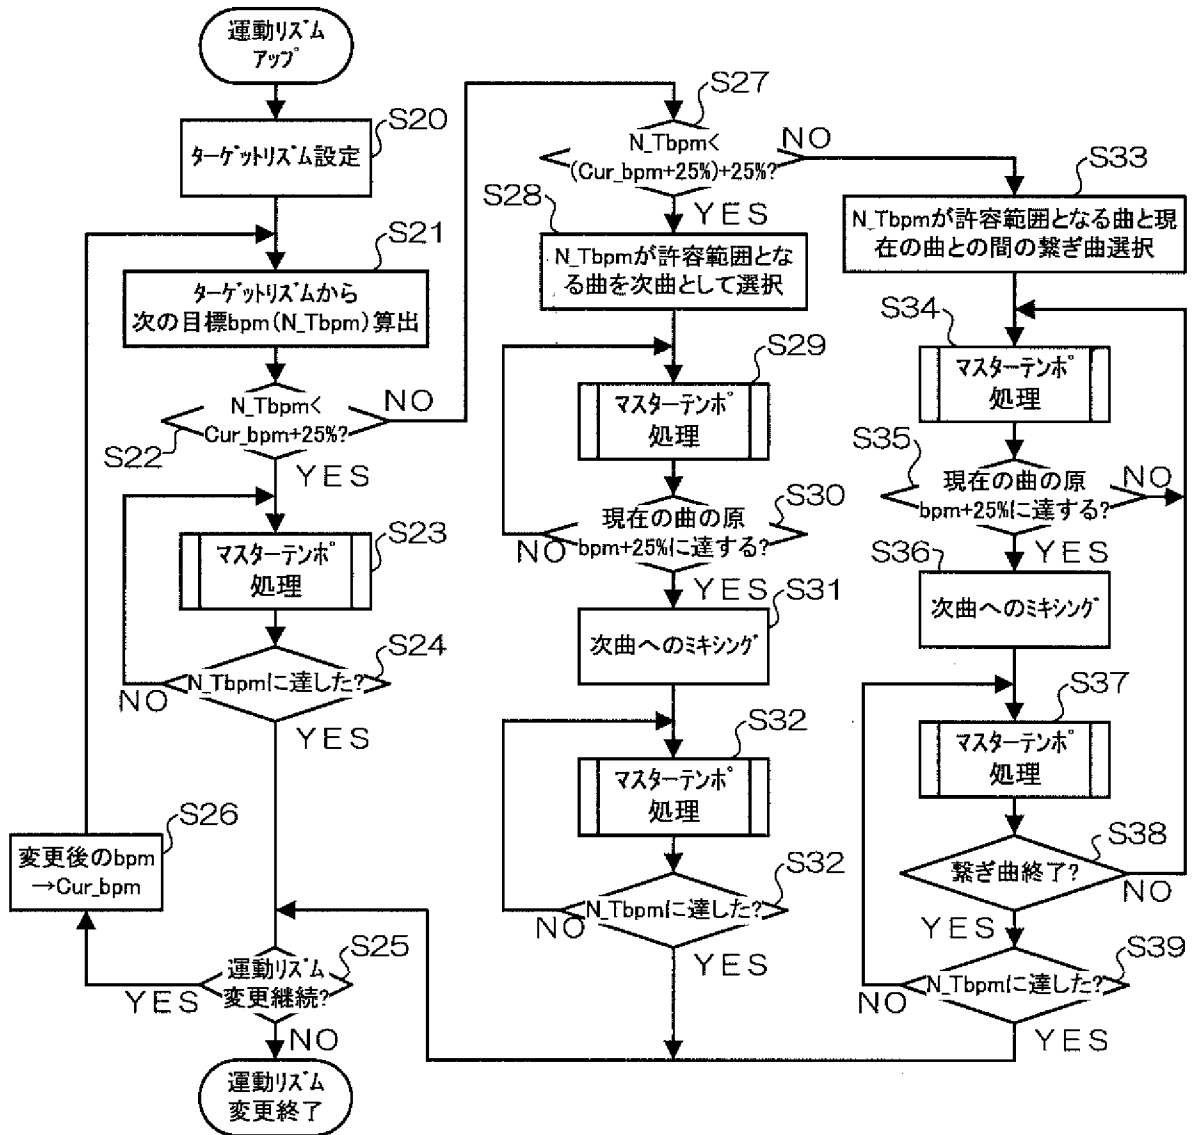 運動リズム
アップ
S20
ターゲットリズム設定
S21
ターゲットリズムから
次の目標bpm(N_Tbpm)算出
N_Tbpm<
Cur_bpm+25%?
NO
S22
YES
S23
マスターテンポ
処理
S24
N_Tbpmに達した?
NO
YES
S26
変更後のbpm
→Cur_bpm
S25
運動リズム
変更継続?
YES
NO
運動リズム
変更終了
S27
N_Tbpm<
(Cur_bpm+25%)+25%?
NO
S28
YES
N_Tbpmが許容範囲とな
る曲を次曲として選択
S29
マスターテンポ
処理
S30
現在の曲の原
bpm+25%に達する?
NO
YES
S31
次曲へのミキシング
S32
マスターテンポ
処理
S32
N_Tbpmに達した?
NO
YES
S33
N_Tbpmが許容範囲となる曲と現
在の曲との間の繋ぎ曲選択
S34
マスターテンポ
処理
S35
現在の曲の原
bpm+25%に達する?
NO
YES
S36
次曲へのミキシング
S37
マスターテンポ
処理
S38
繋ぎ曲終了?
NO
YES
S39
N_Tbpmに達した?
NO
YES